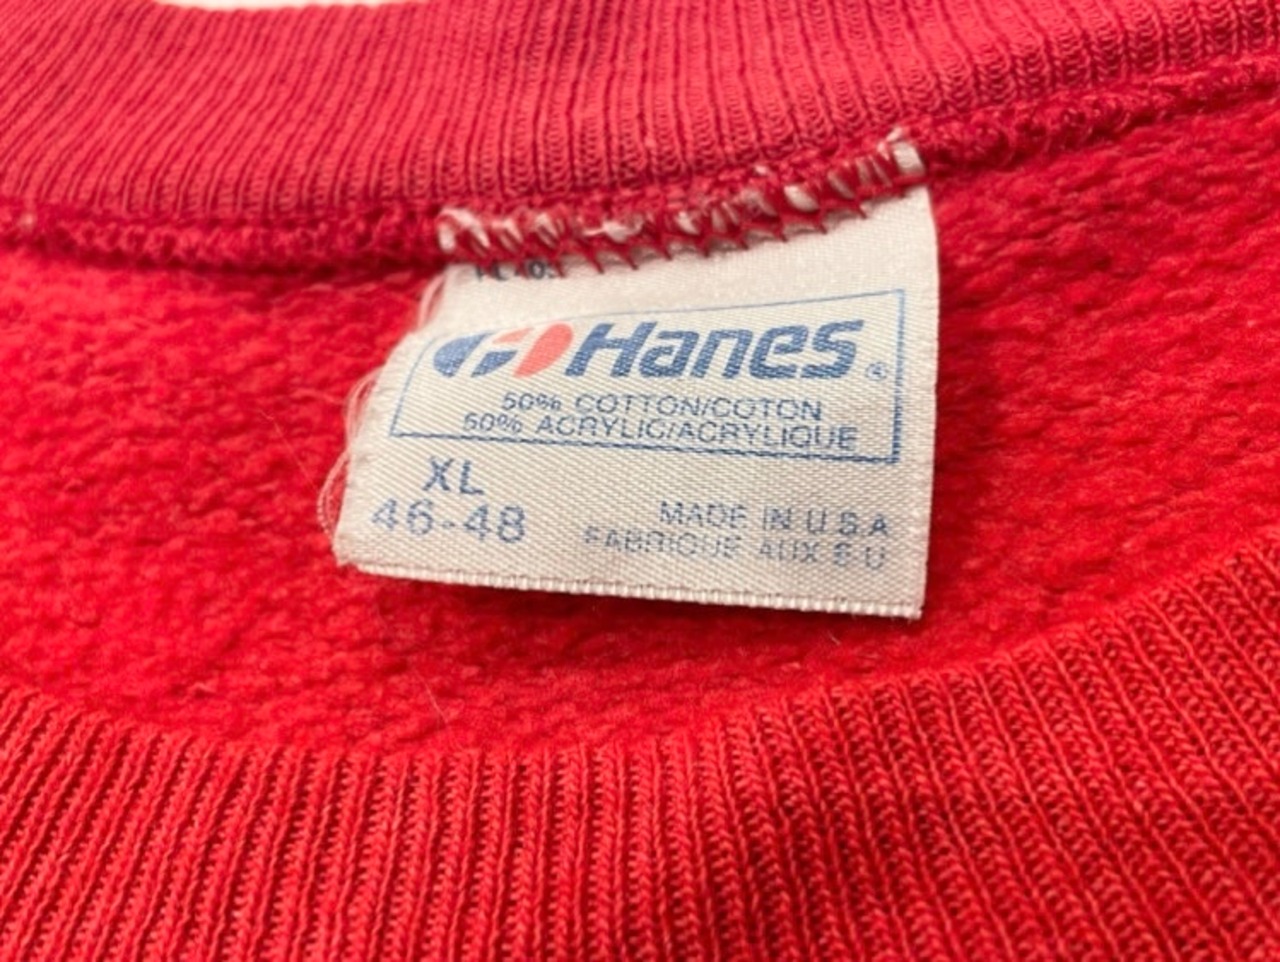 Hanes®
50% COTTON/COTON
50% ACRYLIC/ACRYLIQUE
XL
46-48
MADE IN U.S.A
FABRIQUE AUX E U